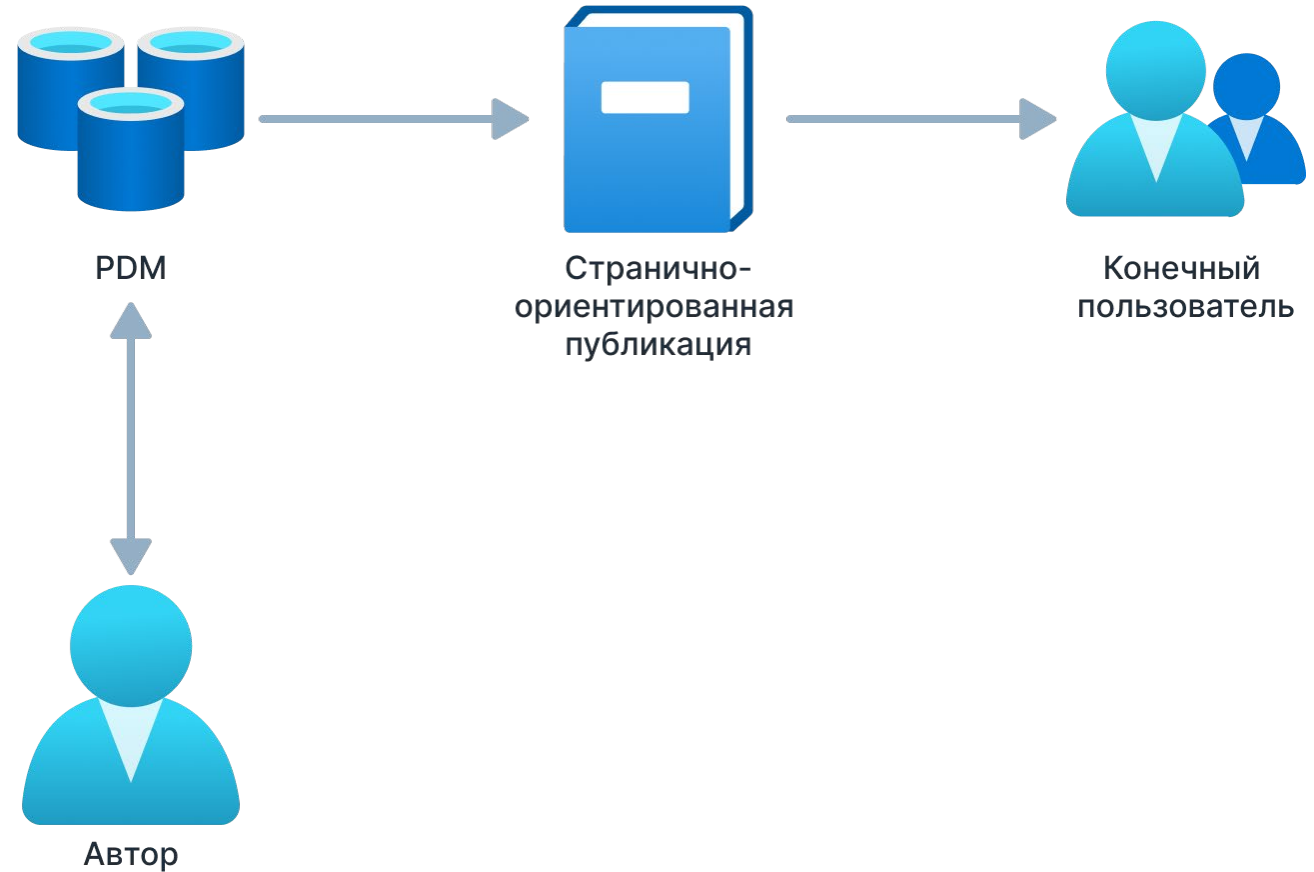 PDM
Странично-
ориентированная
публикация
Конечный
пользователь
Автор